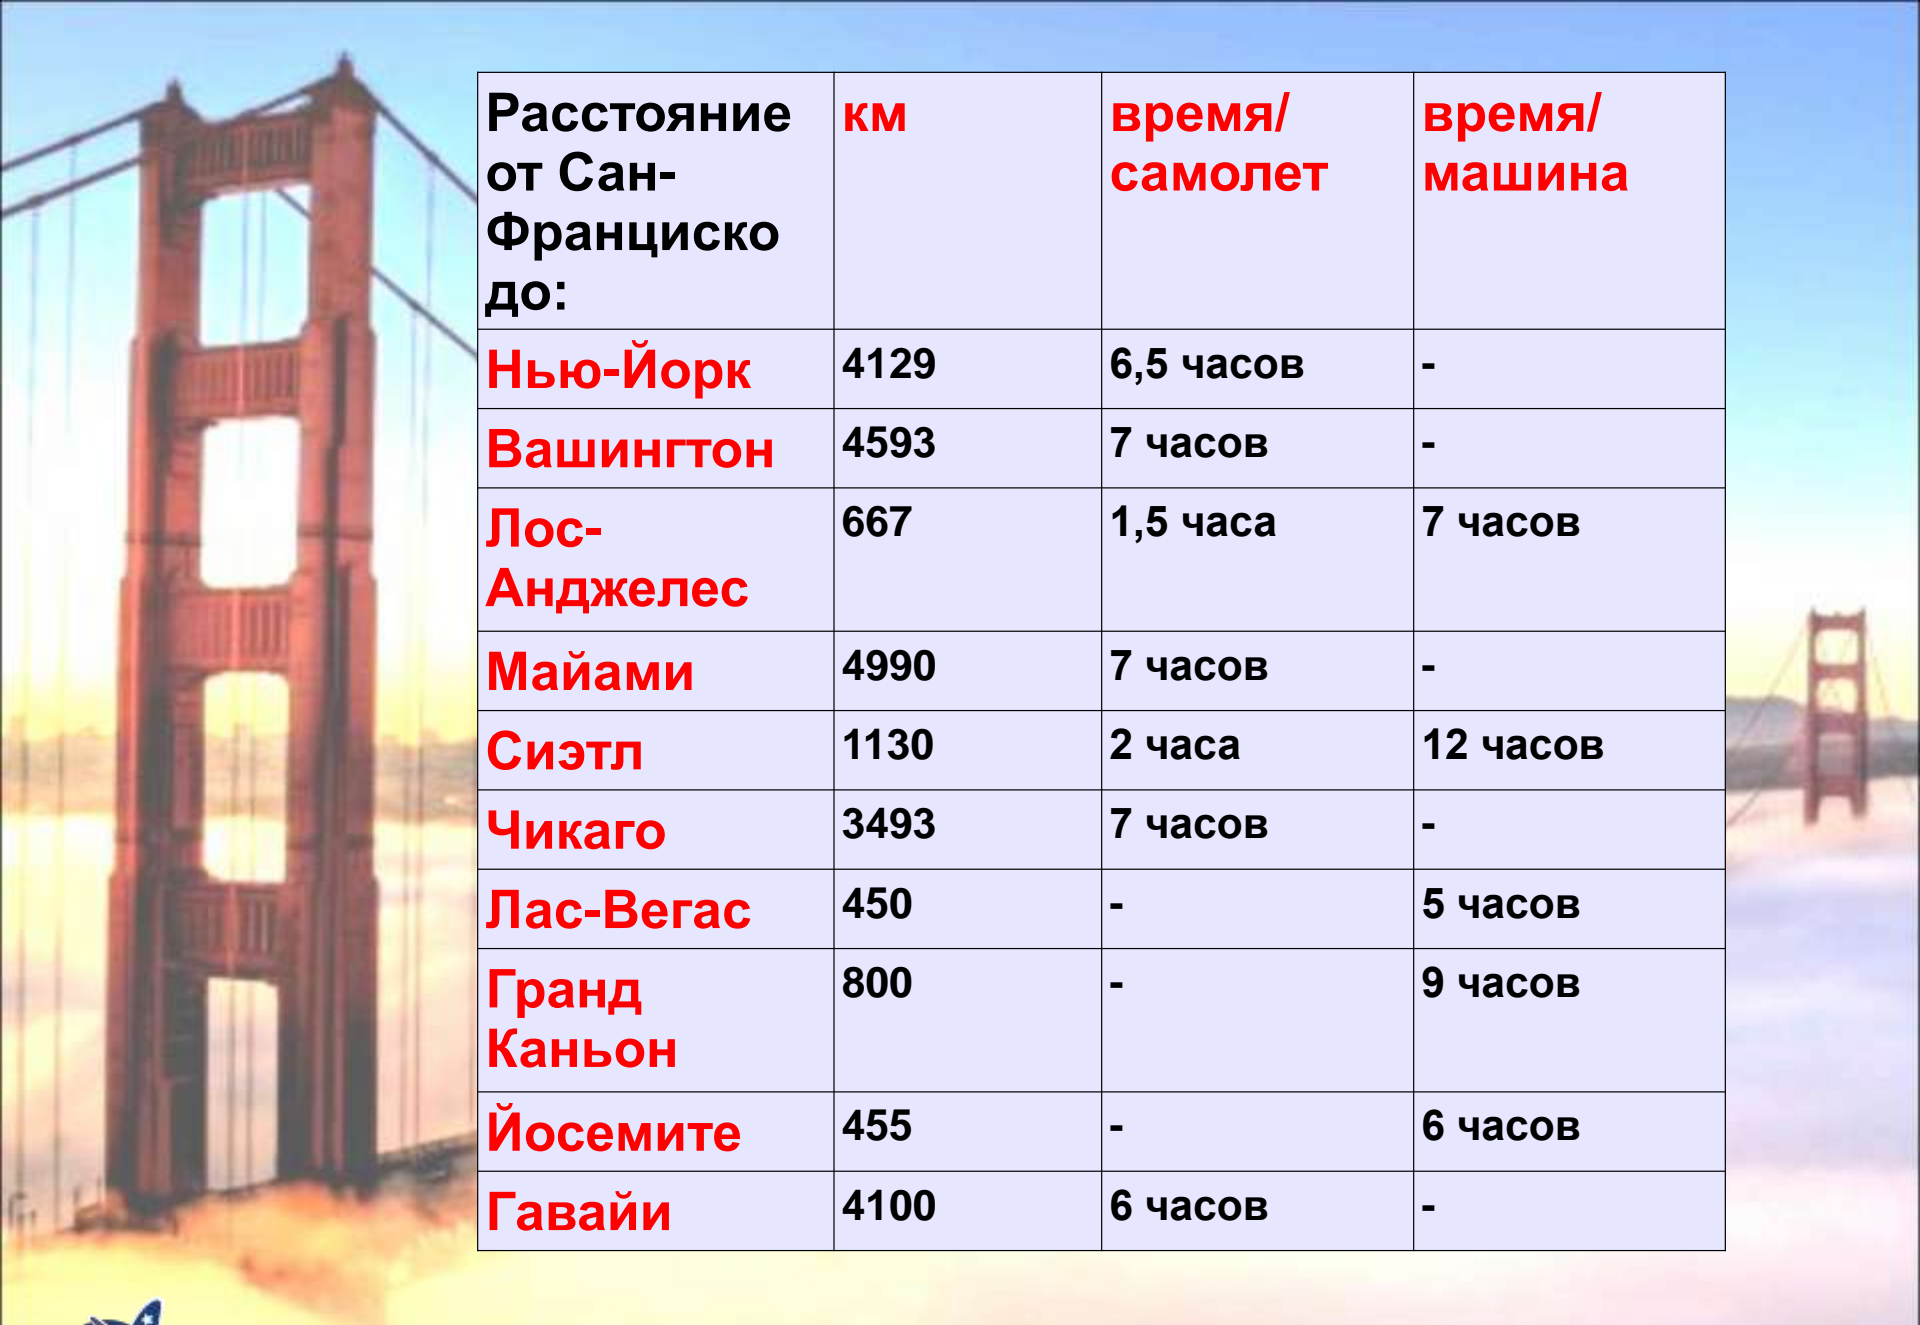 Расстояние от Сан-Франциско до: км время/самолет время/машина
Нью-Йорк 4129 6,5 часов -
Вашингтон 4593 7 часов -
Лос-Анджелес 667 1,5 часа 7 часов
Майами 4990 7 часов -
Сиэтл 1130 2 часа 12 часов
Чикаго 3493 7 часов -
Лас-Вегас 450 - 5 часов
Гранд Каньон 800 - 9 часов
Йосемите 455 - 6 часов
Гавайи 4100 6 часов -